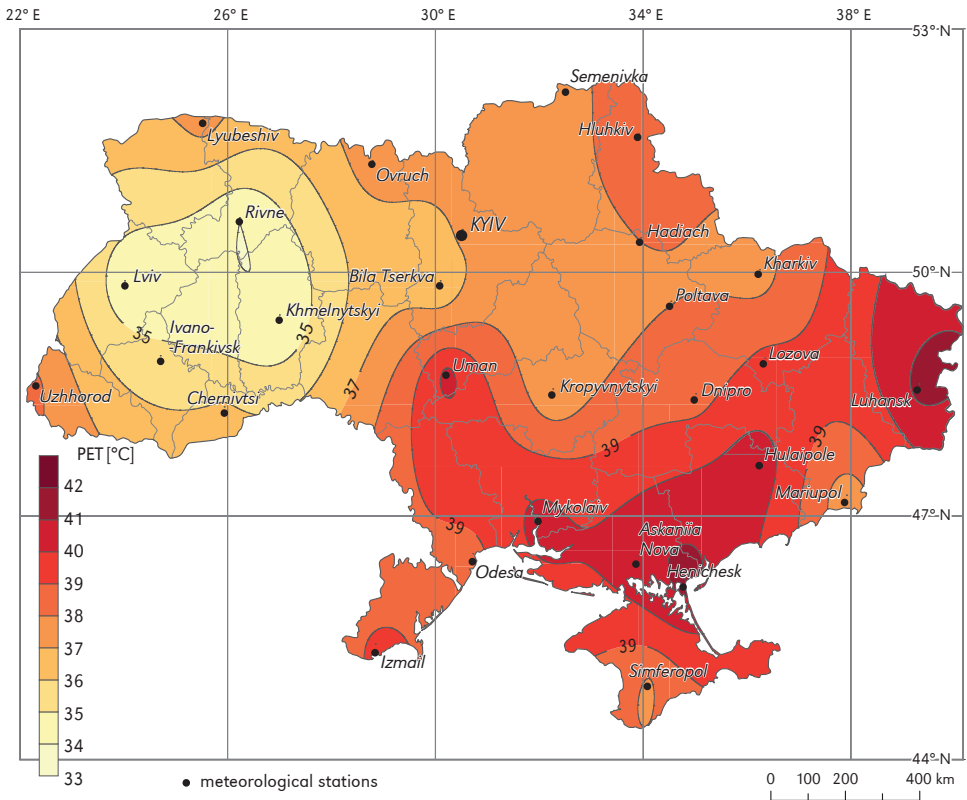 22° E 26° E 30° E 34° E 38° E
53°N
Semenivka
Hluhkiv
Lyubeshiv
Ovruch
Rivne
KYIV
Hadiach
Kharkiv
50°N
Lviv
Bila Tserkva
Poltava
Khmelnytskyi
35
35
Ivano-
-Frankivsk
Lozova
Uman
Uzhhorod
Chernivtsi
37
Kropyvnytskyi
Dnipro
Luhansk
39
39
Hulaipole
PET [°C]
42
41
40
39
38
37
36
35
34
33
Mariupol
Mykolaiv
47°N
39
Askaniia
Nova
Odesa
Henichesk
39
Izmail
Simferopol
44°N
meteorological stations
0 100 200 400 km